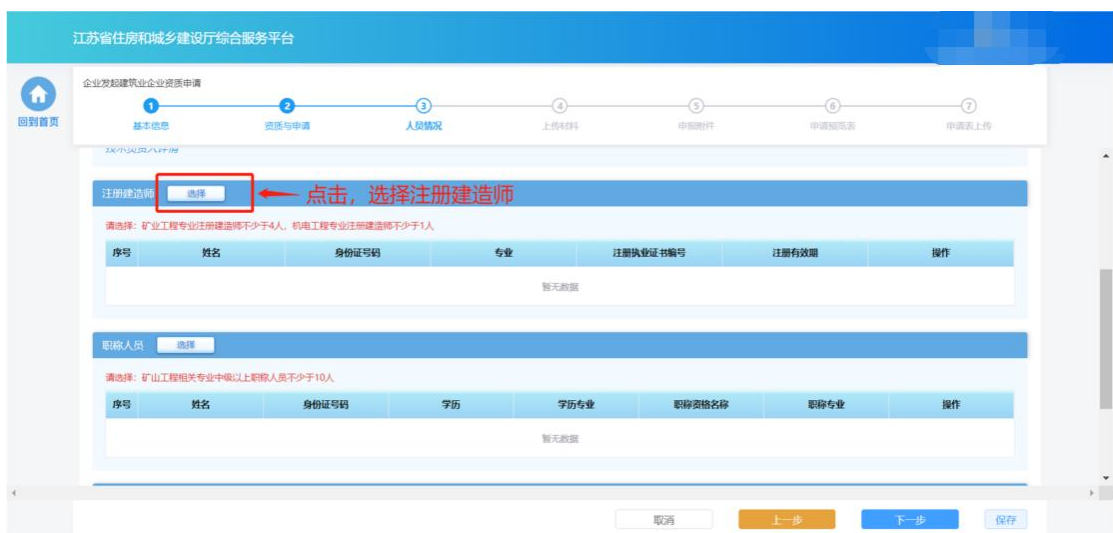 江苏省住房和城乡建设厅综合服务平台
回到首页
企业发起建筑业企业资质申请
1 2 3 4 5 6 7
基本信息 资质与申请 人员情况 上传材料 申报附件 申请预览表 申请表上传
注册建造师 选择 点击，选择注册建造师
请选择：矿业工程专业注册建造师不少于4人、机电工程专业注册建造师不少于1人
序号 姓名 身份证号码 专业 注册执业证书编号 注册有效期 操作
暂无数据
职称人员 选择
请选择：矿山工程相关专业中级以上职称人员不少于10人
序号 姓名 身份证号码 学历 学历专业 职称资格名称 职称专业 操作
暂无数据
取消 上一步 下一步 保存